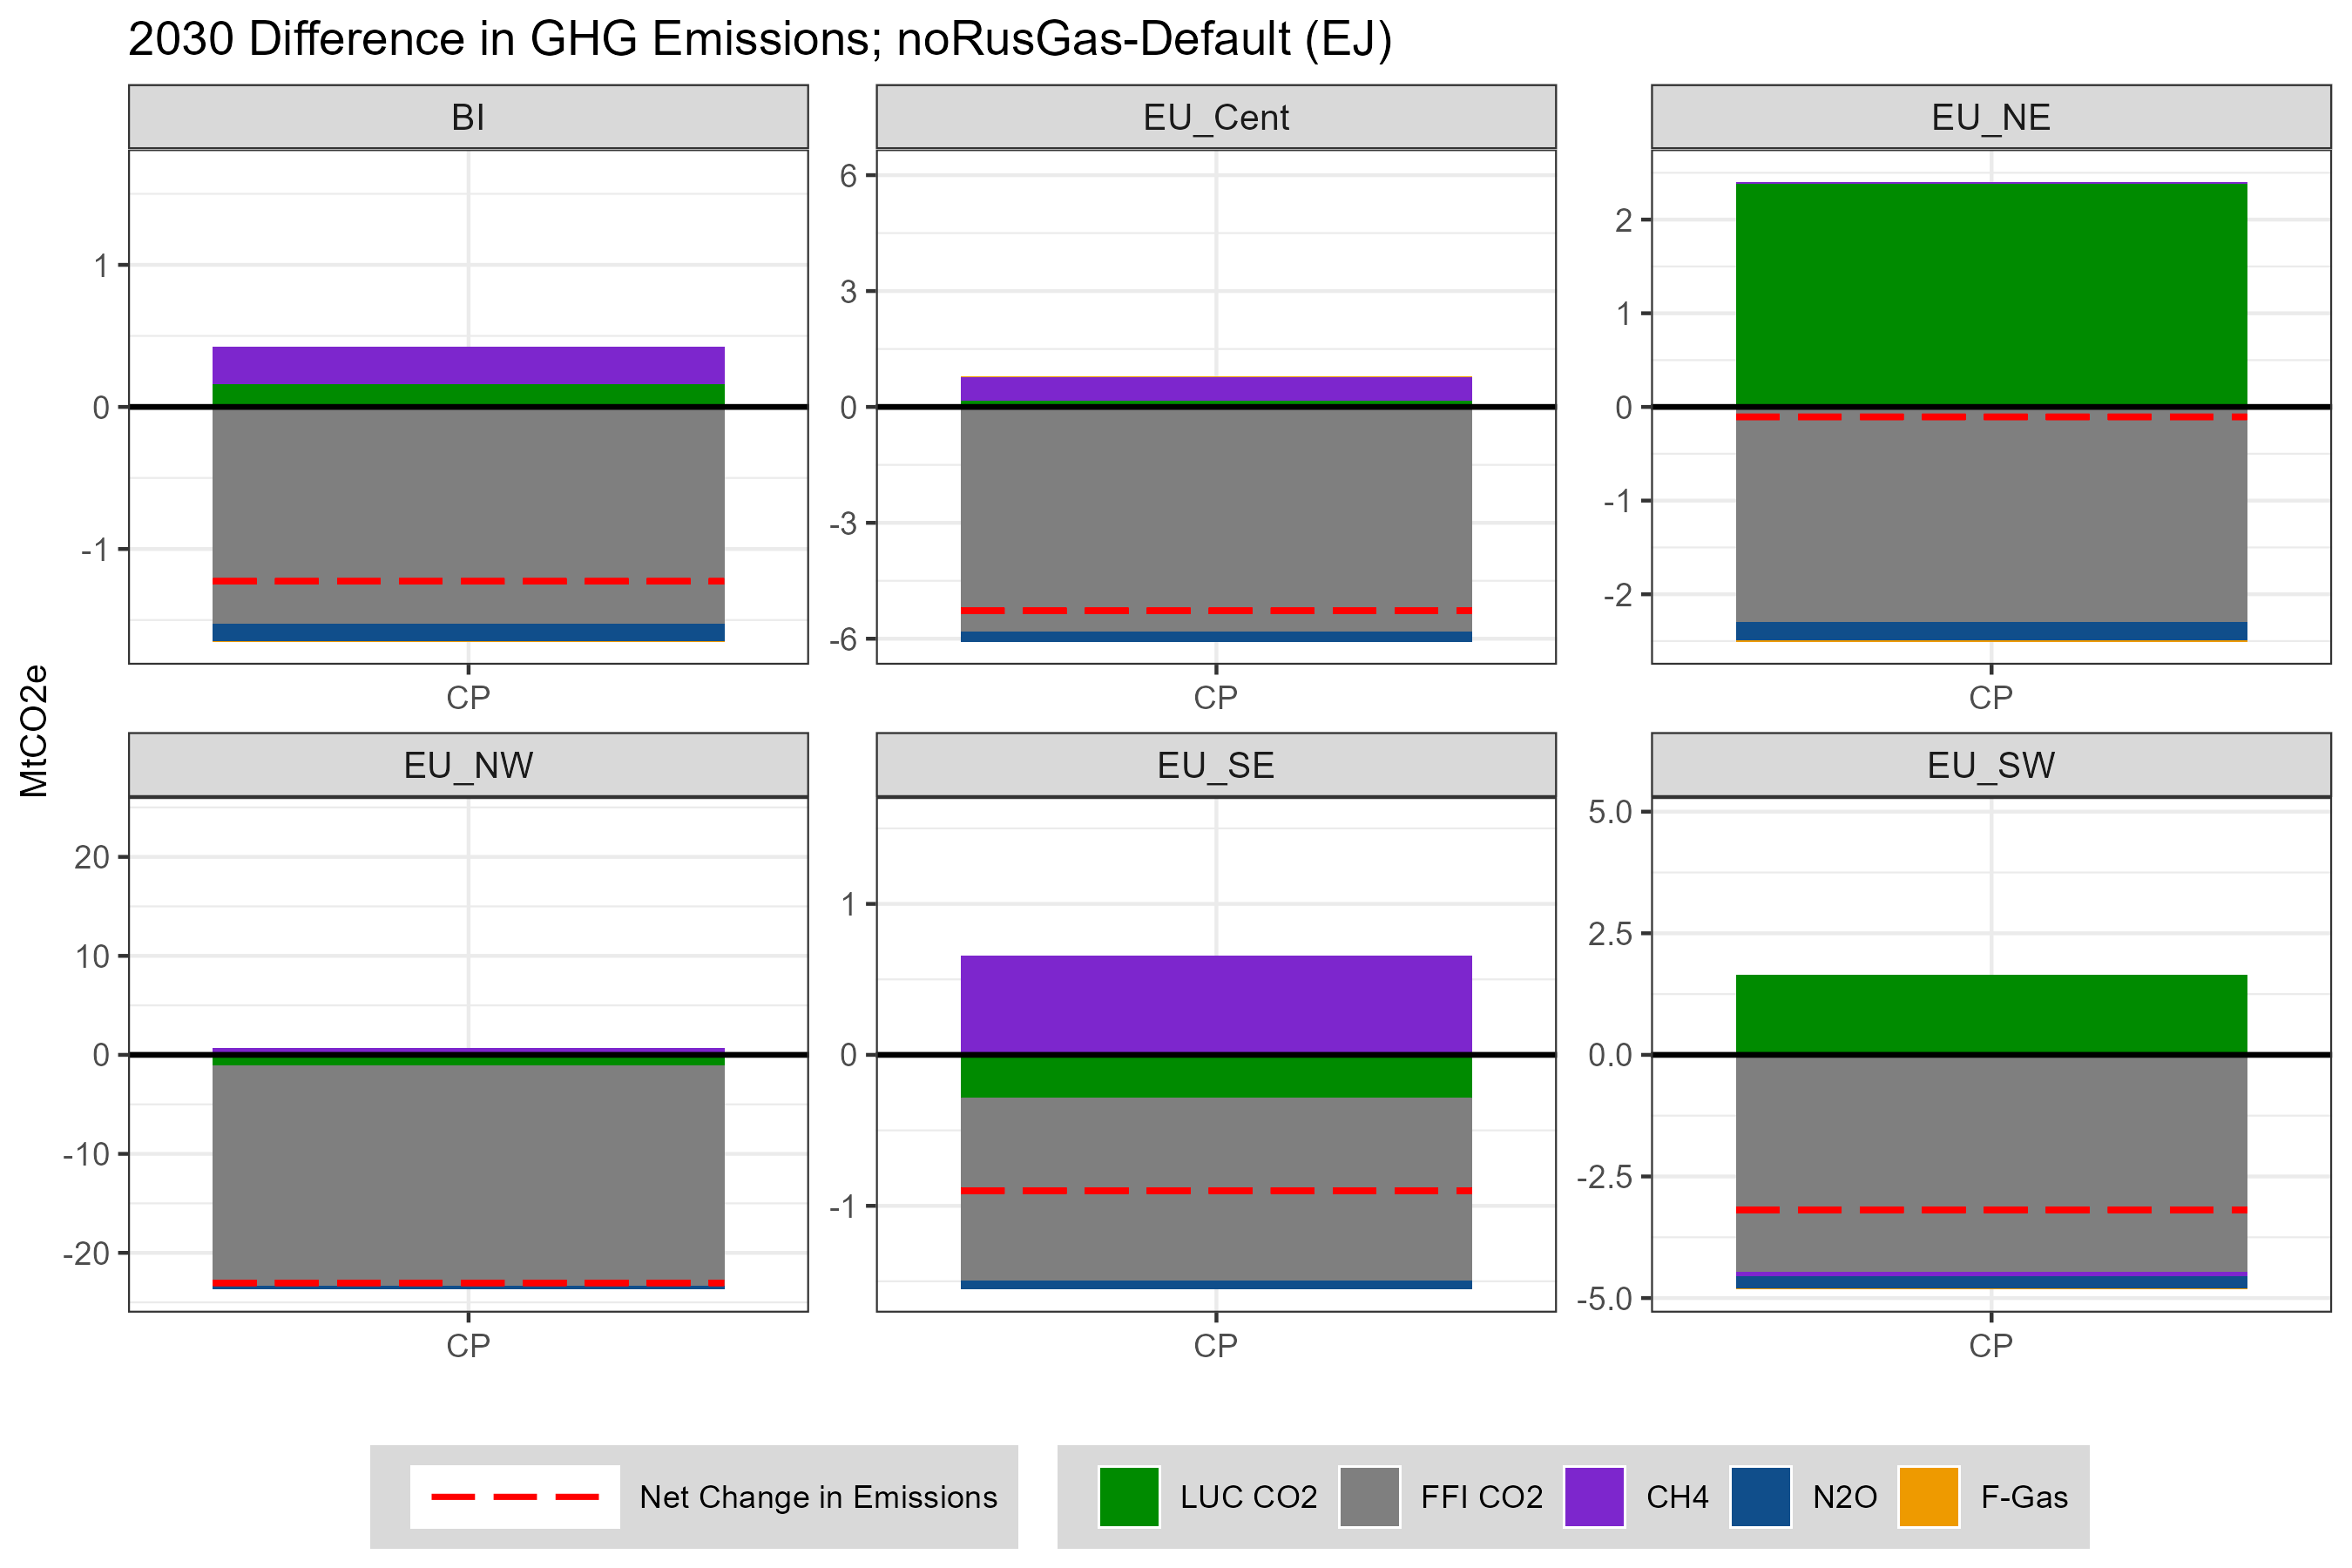 2030 Difference in GHG Emissions; noRusGas-Default (EJ)
BI
EU_Cent
EU_NE
1
0
-1
6
3
0
-3
-6
2
1
0
-1
-2
CP
CP
CP
MtCO2e
EU_NW
EU_SE
EU_SW
20
10
0
-10
-20
1
0
-1
5.0
2.5
0.0
-2.5
-5.0
CP
CP
CP
Net Change in Emissions
LUC CO2
FFI CO2
CH4
N2O
F-Gas